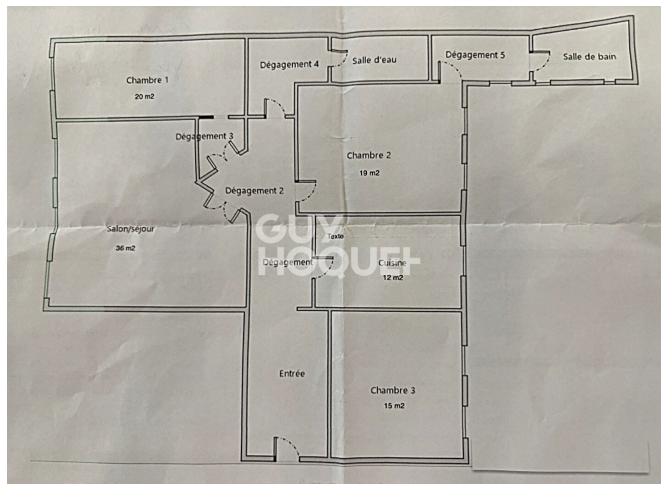 Chambre 1
20 m2
Dégagement 4
Salle d'eau
Dégagement 5
Salle de bain
Dégagement 3
Chambre 2
19 m2
Dégagement 2
Salon/séjour
36 m2
GUY
HOQUET
Texte
Dégagement
Cuisine
12 m2
Entrée
Chambre 3
15 m2